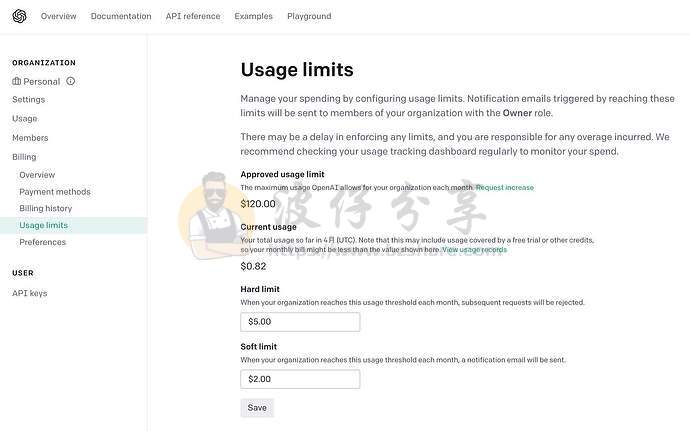 Overview Documentation API reference Examples Playground
ORGANIZATION
Personal
Settings
Usage
Members
Billing
Overview
Payment methods
Billing history
Usage limits
Preferences
USER
API keys
Usage limits
Manage your spending by configuring usage limits. Notification emails triggered by reaching these
limits will be sent to members of your organization with the Owner role.
There may be a delay in enforcing any limits, and you are responsible for any overage incurred. We
recommend checking your usage tracking dashboard regularly to monitor your spend.
Approved usage limit
The maximum usage OpenAI allows for your organization each month. Request increase
$120.00
Current usage
Your total usage so far in 4月 (UTC). Note that this may include usage covered by a free trial or other credits,
so your monthly bill might be less than the value shown here. View usage records
$0.82
Hard limit
When your organization reaches this usage threshold each month, subsequent requests will be rejected.
$5.00
Soft limit
When your organization reaches this usage threshold each month, a notification email will be sent.
$2.00
Save
波仔分享